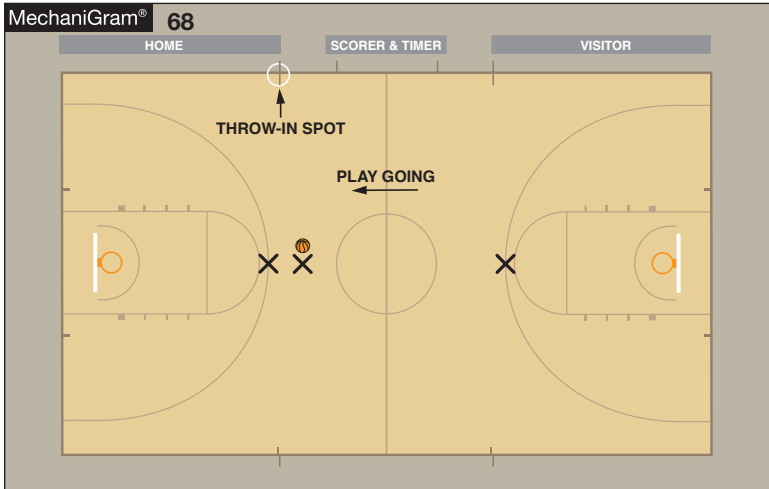 MechaniGram® 68
HOME
SCORER & TIMER
VISITOR
THROW-IN SPOT
PLAY GOING